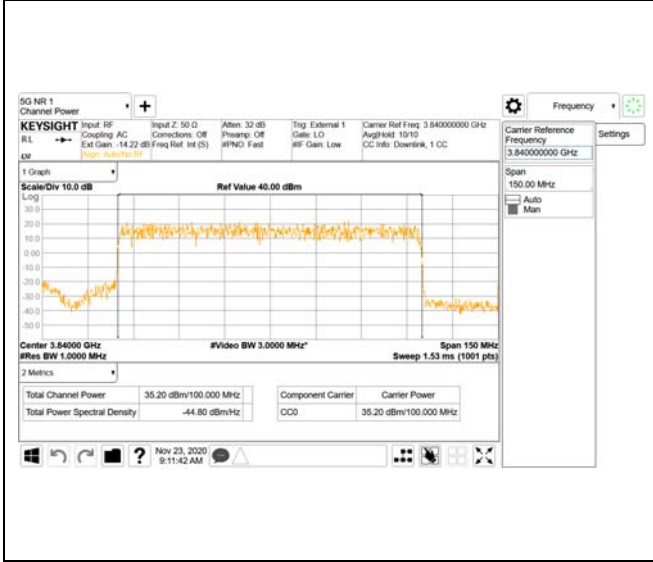 5G NR 1
Channel Power
Frequency
KEYSIGHT
RL
Input: RF
Coupling: AC
Ext Gain: -14.22 dB
Align: Auto/No RF
Input Z: 50 Ω
Corrections: Off
Freq Ref: Int (S)
Atten: 32 dB
Preamp: Off
#PNO: Fast
Trig: External 1
Gate: LO
#IF Gain: Low
Carrier Ref Freq: 3.840000000 GHz
Avg|Hold: 10/10
CC Info: Downlink, 1 CC
Carrier Reference
Frequency
3.840000000 GHz
Settings
Span
150.00 MHz
Auto
Man
1 Graph
Scale/Div 10.0 dB
Ref Value 40.00 dBm
Log
30.0
20.0
10.0
0.00
-10.0
-20.0
-30.0
-40.0
-50.0
Center 3.84000 GHz
#Video BW 3.0000 MHz*
Span 150 MHz
#Res BW 1.0000 MHz
Sweep 1.53 ms (1001 pts)
2 Metrics
Total Channel Power
35.20 dBm/100.000 MHz
Total Power Spectral Density
-44.80 dBm/Hz
Component Carrier
Carrier Power
CC0
35.20 dBm/100.000 MHz
Nov 23, 2020
9:11:42 AM